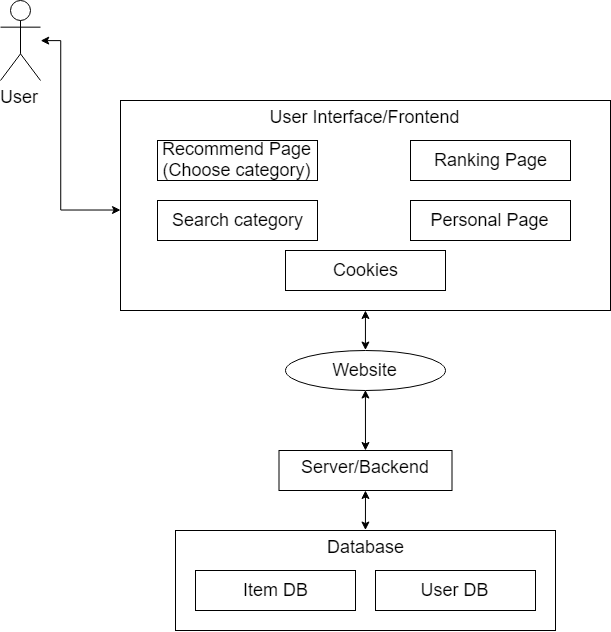 User
User Interface/Frontend
Recommend Page
(Choose category)
Ranking Page
Search category
Personal Page
Cookies
Website
Server/Backend
Database
Item DB
User DB